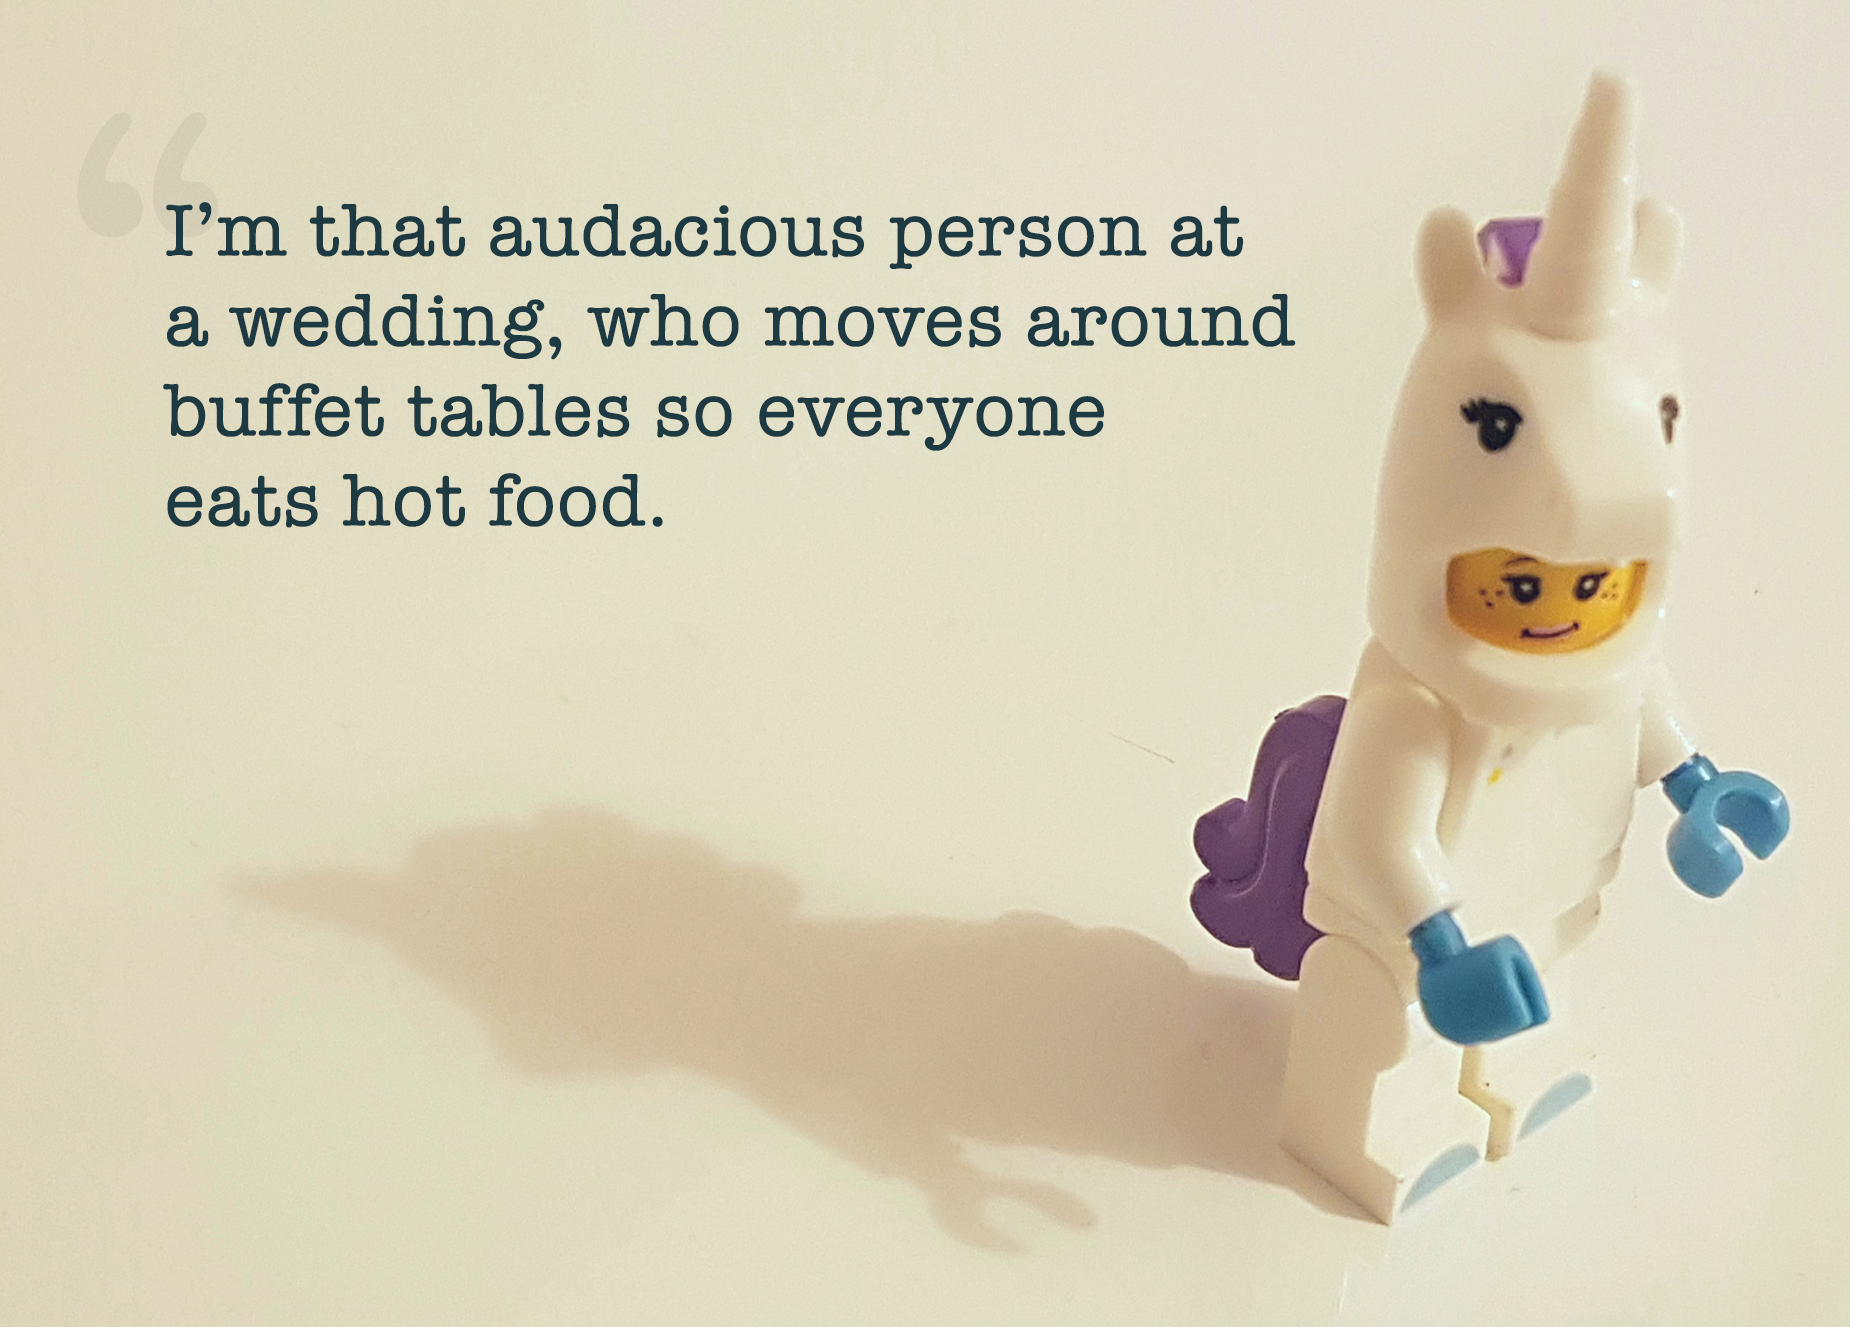 “
I’m that audacious person at
a wedding, who moves around
buffet tables so everyone
eats hot food.